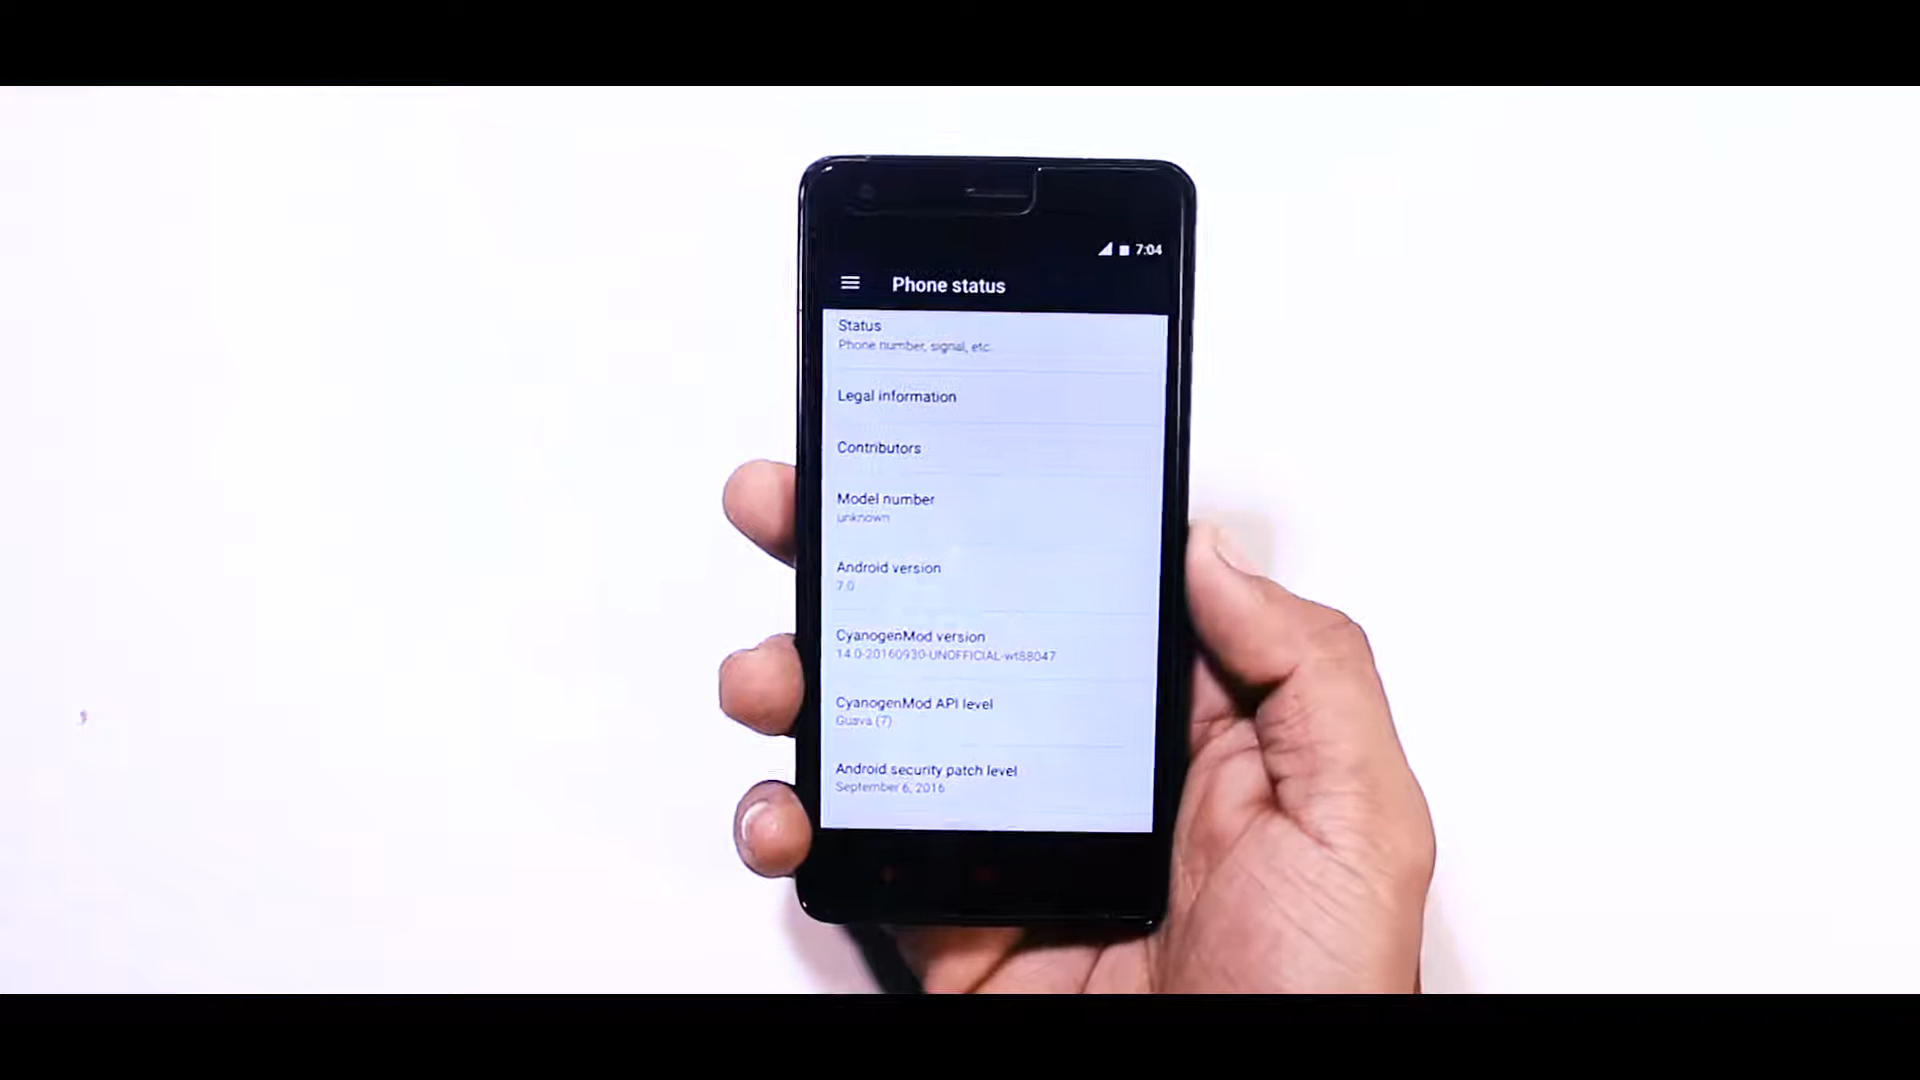 7:04
Phone status
Status
Phone number, signal, etc.
Legal information
Contributors
Model number
unknown
Android version
7.0
CyanogenMod version
14.0-20160930-UNOFFICIAL-wt88047
CyanogenMod API level
Guava (7)
Android security patch level
September 6, 2016